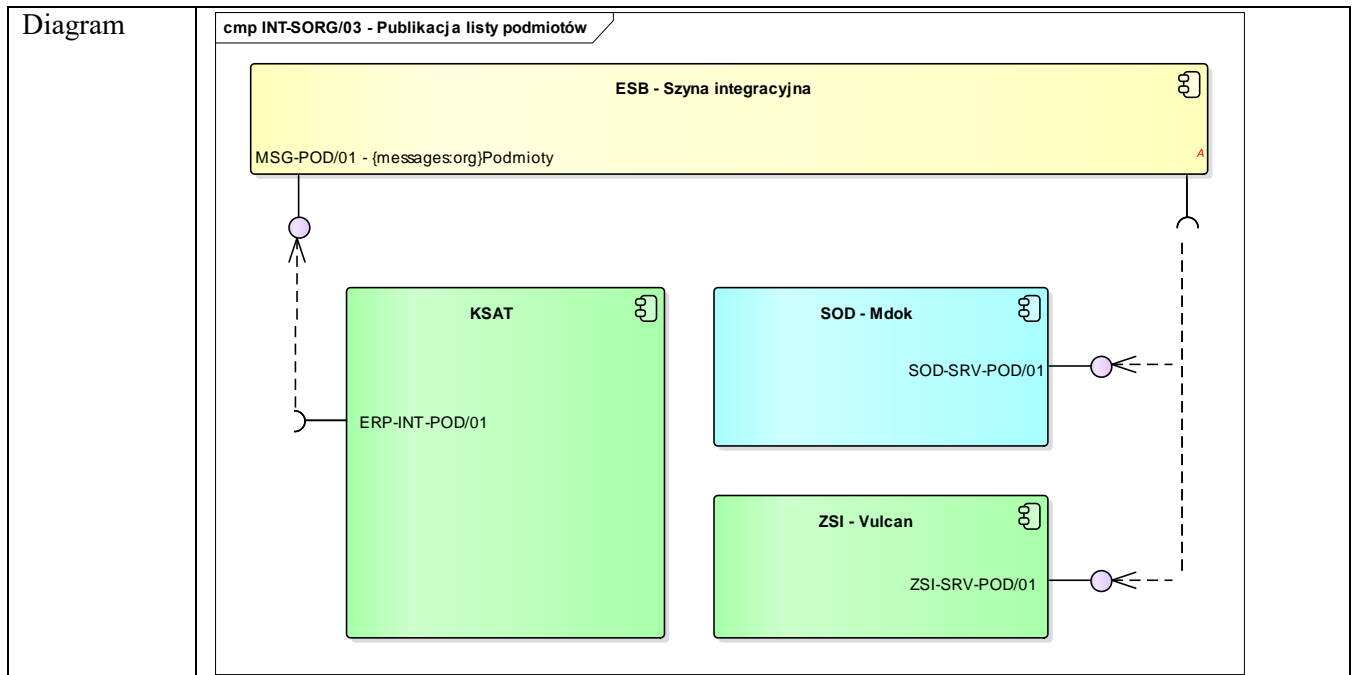 Diagram
cmp INT-SORG/03 - Publikacja listy podmiotów
ESB - Szyna integracyjna
MSG-POD/01 - {messages:org}Podmioty
A
KSAT
ERP-INT-POD/01
SOD - Mdok
SOD-SRV-POD/01
ZSI - Vulcan
ZSI-SRV-POD/01